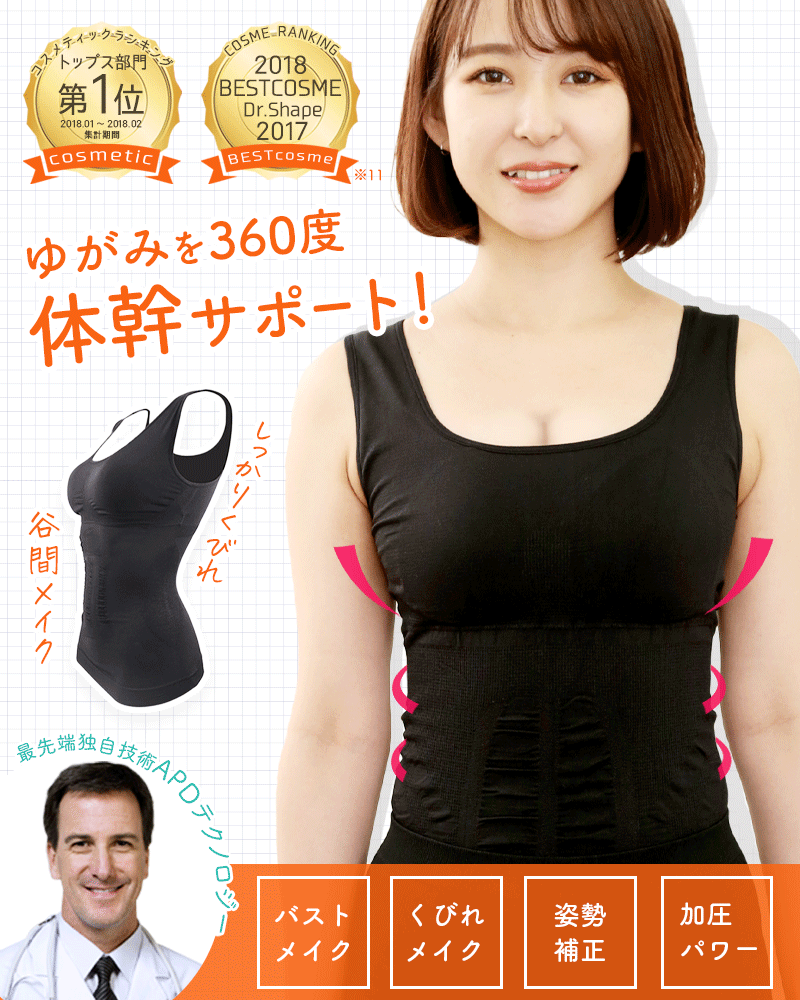 コスメティックランキング
トップス部門
第1位
2018.01～2018.02
集計期間
cosmetic
COSME RANKING
2018
BESTCOSME
Dr.Shape
2017
BESTcosme
※11
ゆがみを360度
体幹サポート！
しっかりくびれ
谷間メイク
最先端独自技術APDテクノロジー
バスト
メイク
くびれ
メイク
姿勢
補正
加圧
パワー